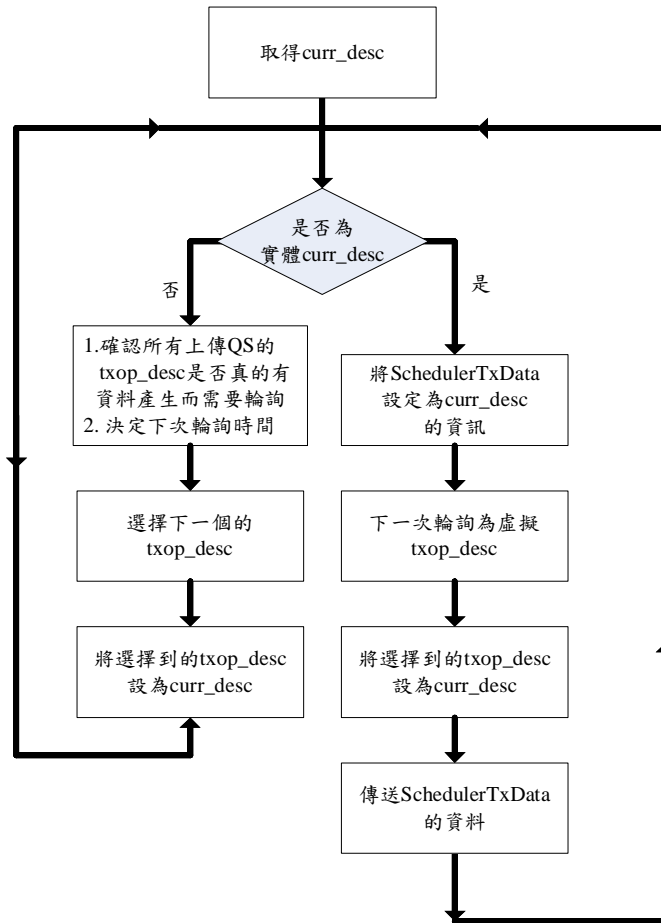 取得curr_desc
是否為
實體curr_desc
否
是
1.確認所有上傳QS的
txop_desc是否真的有
資料產生而需要輪詢
2. 決定下次輪詢時間
選擇下一個的
txop_desc
將選擇到的txop_desc
設為curr_desc
將SchedulerTxData
設定為curr_desc
的資訊
下一次輪詢為虛擬
txop_desc
將選擇到的txop_desc
設為curr_desc
傳送SchedulerTxData
的資料